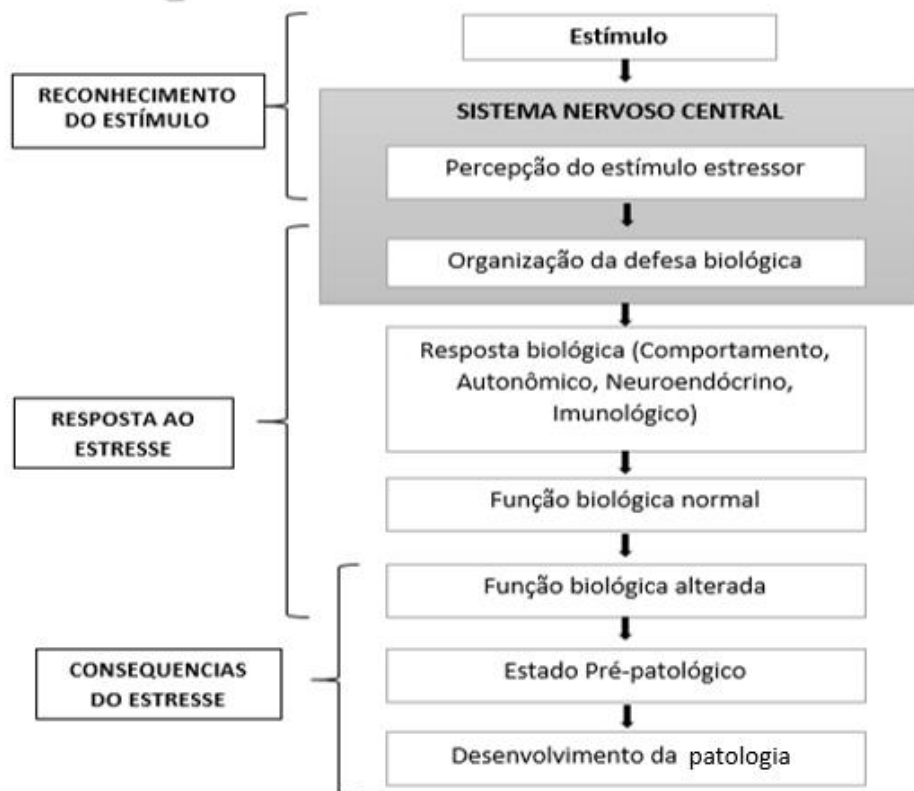 Estímulo
RECONHECIMENTO
DO ESTÍMULO
SISTEMA NERVOSO CENTRAL
Percepção do estímulo estressor
Organização da defesa biológica
Resposta biológica (Comportamento,
Autonômico, Neuroendócrino,
Imunológico)
RESPOSTA AO
ESTRESSE
Função biológica normal
Função biológica alterada
CONSEQUENCIAS
DO ESTRESSE
Estado Pré-patológico
Desenvolvimento da patologia